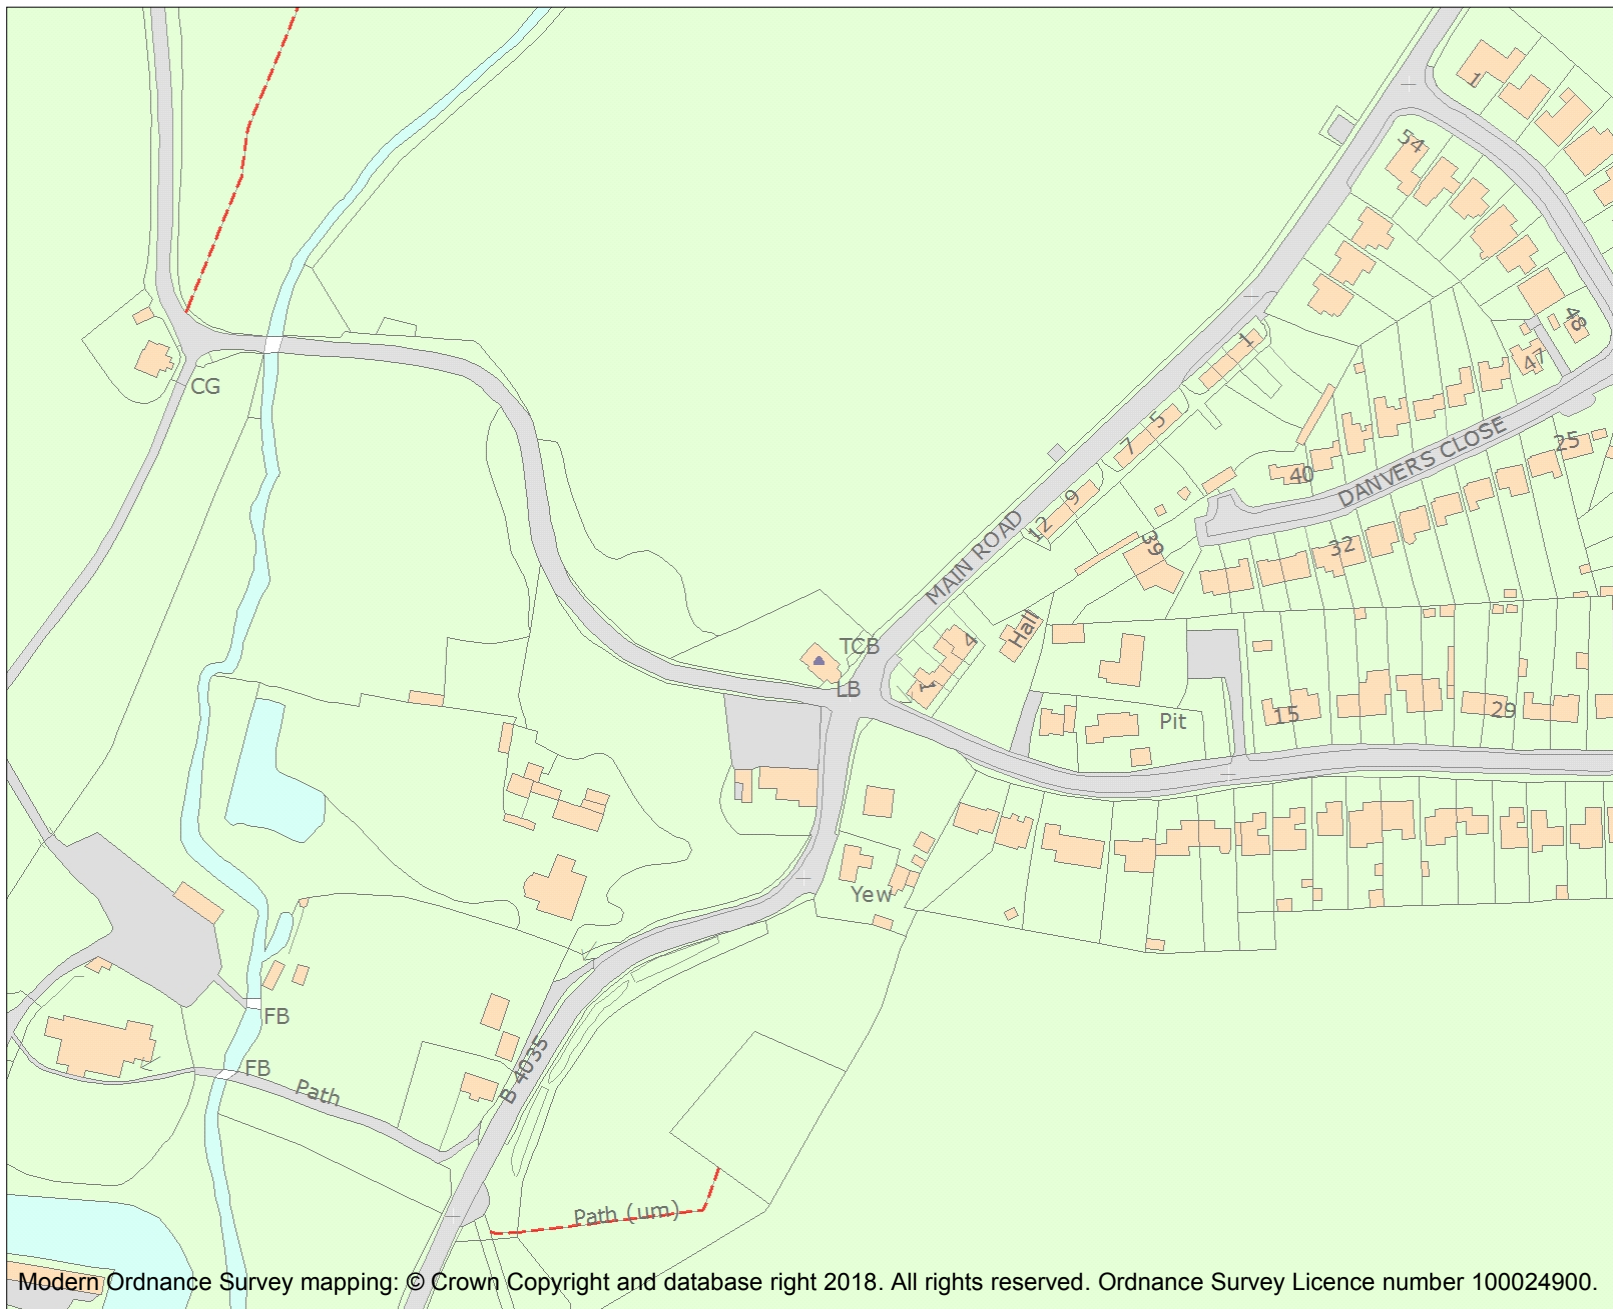 1
54
48
1
47
CG
5
25
7
DANVERS CLOSE
40
9
12
39
32
MAIN ROAD
Hall
4
TCB
LB
1
15
29
Pit
Yew
FB
FB
B 4035
Path
Path (um)
Modern Ordnance Survey mapping: © Crown Copyright and database right 2018. All rights reserved. Ordnance Survey Licence number 100024900.